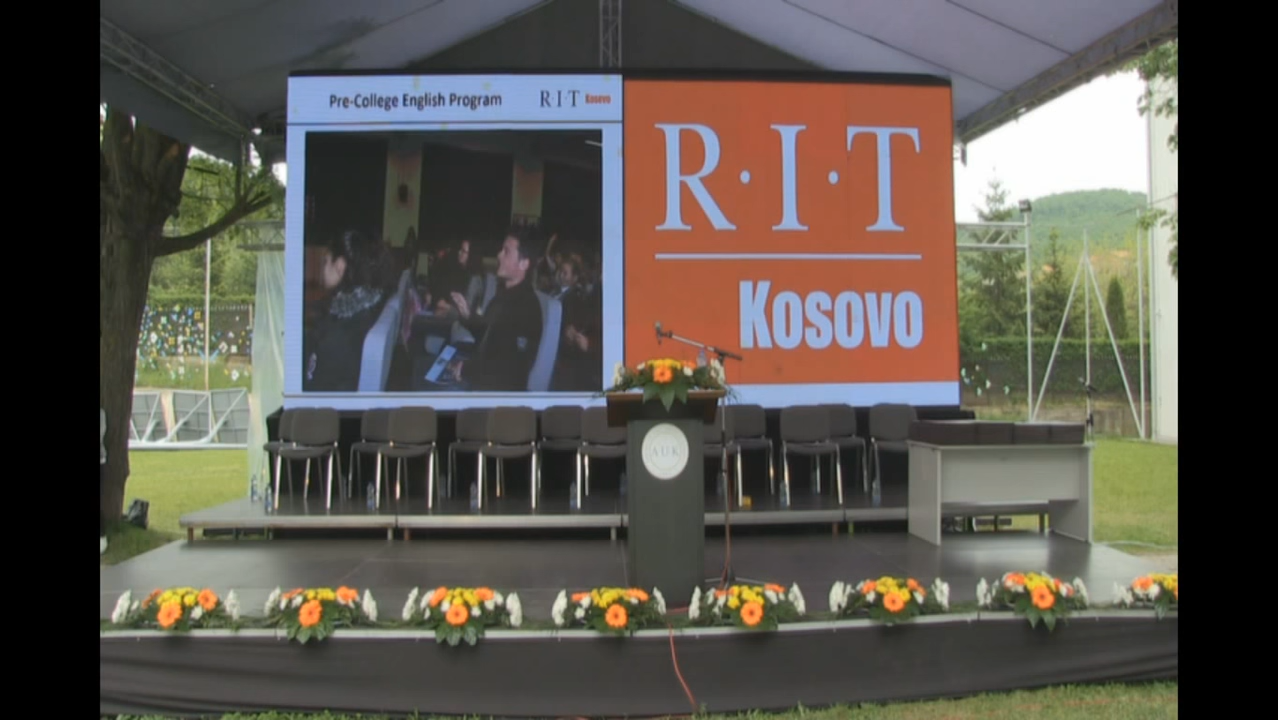 Pre-College English Program
R·I·T Kosovo
R·I·T
Kosovo
AUK